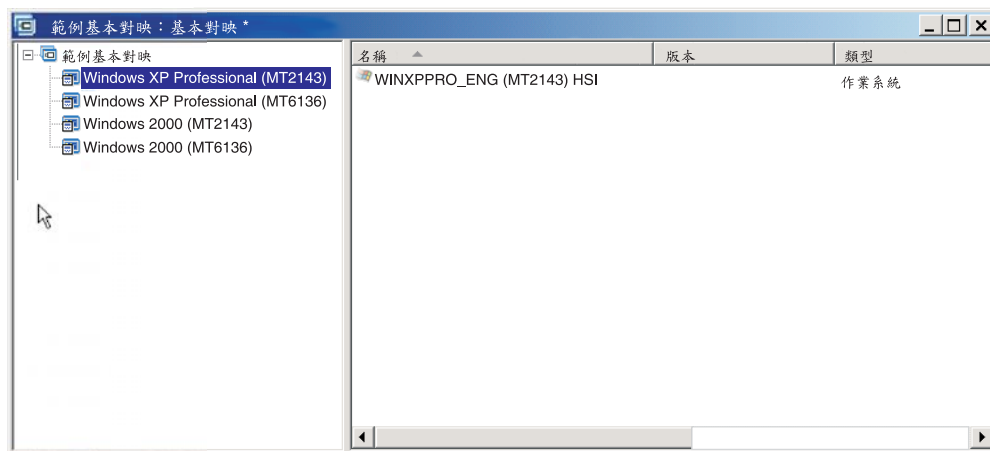 範例基本對映：基本對映 *
範例基本對映
Windows XP Professional (MT2143)
Windows XP Professional (MT6136)
Windows 2000 (MT2143)
Windows 2000 (MT6136)
名稱 版本 類型
WINXPPRO_ENG (MT2143) HSI 作業系統